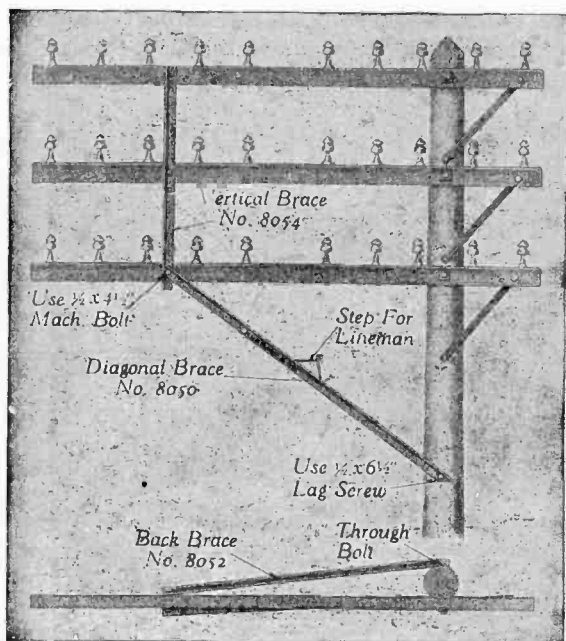 Vertical Brace
No. 8054
Use ½ x 4½"
Mach. Bolt
Step For
Lineman
Diagonal Brace
No. 8050
Use ½ x 6½"
Lag Screw
Back Brace
No. 8052
Through
Bolt